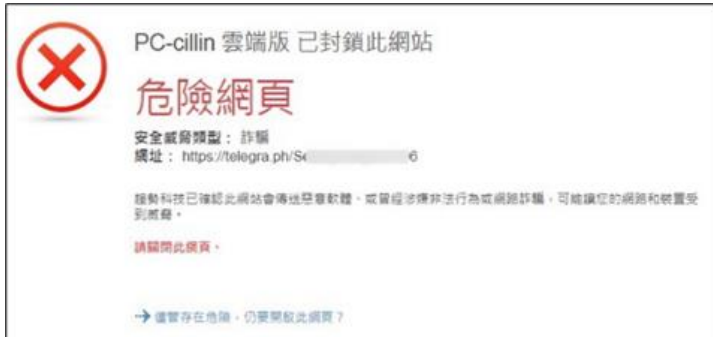 PC-cillin 雲端版 已封鎖此網站
危險網頁
安全威脅類型： 詐騙
網址： https://telegra.ph/S 6
趨勢科技已確認此網站會傳送惡意軟體、或曾經涉嫌非法行為或網路詐騙，可能讓您的網路和裝置受
到威脅。
請關閉此網頁。
儘管存在危險，仍要開啟此網頁？